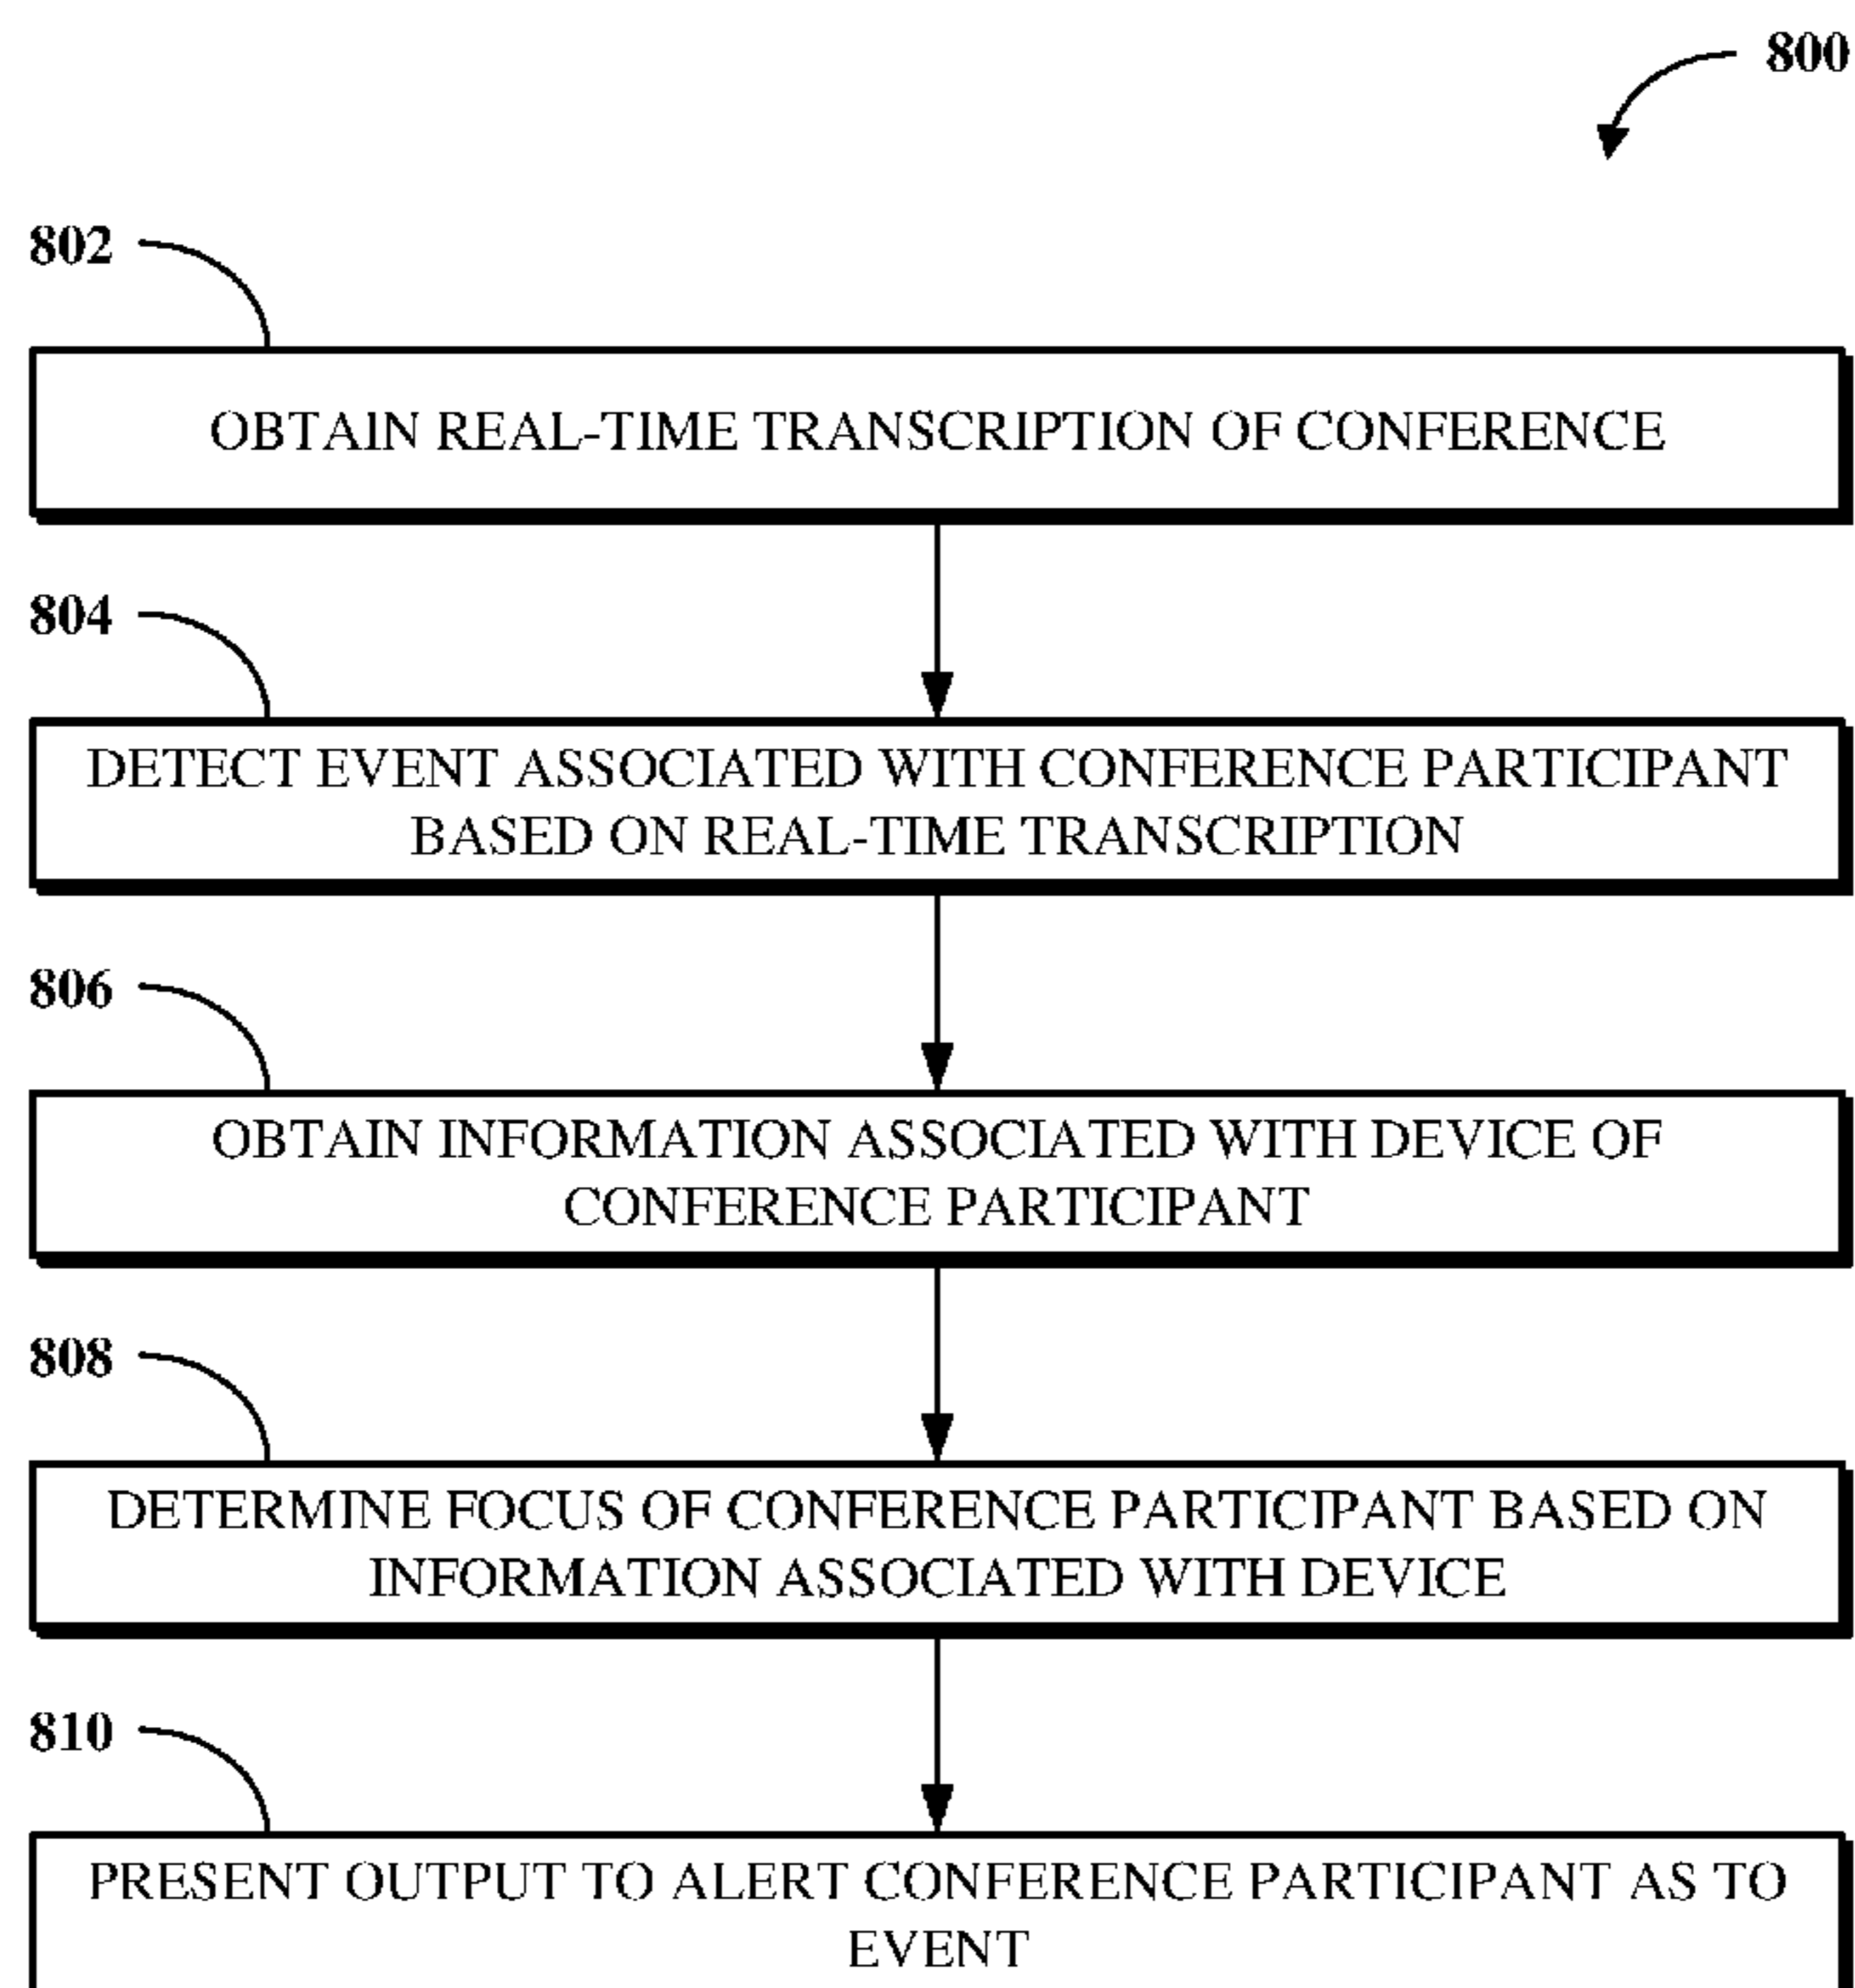 800
802
OBTAIN REAL-TIME TRANSCRIPTION OF CONFERENCE
804
DETECT EVENT ASSOCIATED WITH CONFERENCE PARTICIPANT
BASED ON REAL-TIME TRANSCRIPTION
806
OBTAIN INFORMATION ASSOCIATED WITH DEVICE OF
CONFERENCE PARTICIPANT
808
DETERMINE FOCUS OF CONFERENCE PARTICIPANT BASED ON
INFORMATION ASSOCIATED WITH DEVICE
810
PRESENT OUTPUT TO ALERT CONFERENCE PARTICIPANT AS TO
EVENT